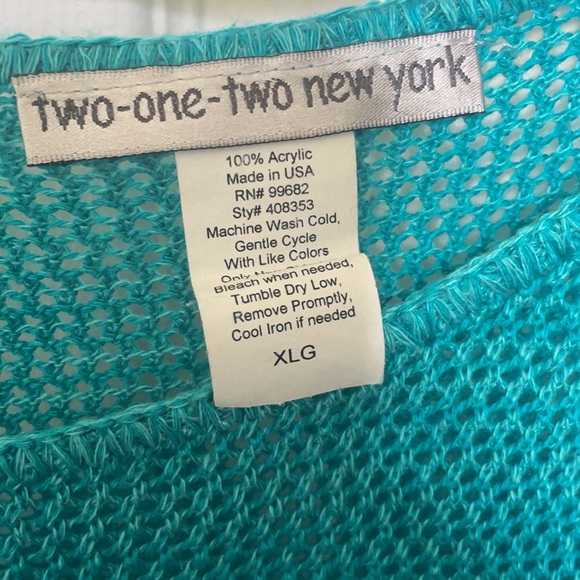 two-one-two new york
100% Acrylic
Made in USA
RN# 99682
Sty# 408353
Machine Wash Cold,
Gentle Cycle
With Like Colors
Only
Bleach when needed,
Tumble Dry Low,
Remove Promptly,
Cool Iron if needed
XLG